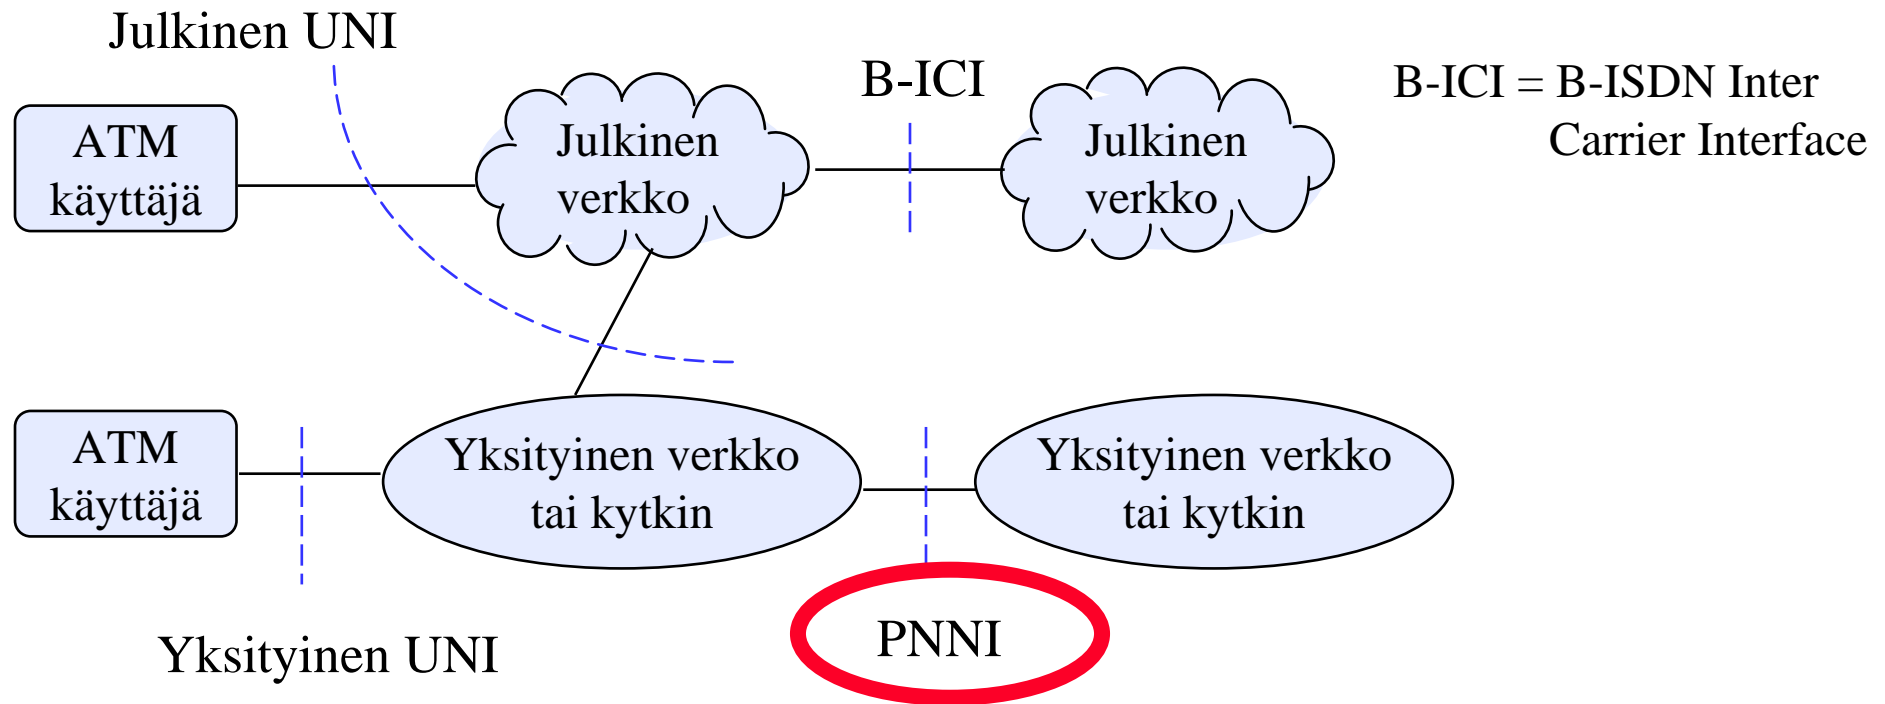 Julkinen UNI
B-ICI
B-ICI = B-ISDN Inter
Carrier Interface
ATM
käyttäjä
Julkinen
verkko
Julkinen
verkko
ATM
käyttäjä
Yksityinen verkko
tai kytkin
Yksityinen verkko
tai kytkin
Yksityinen UNI
PNNI